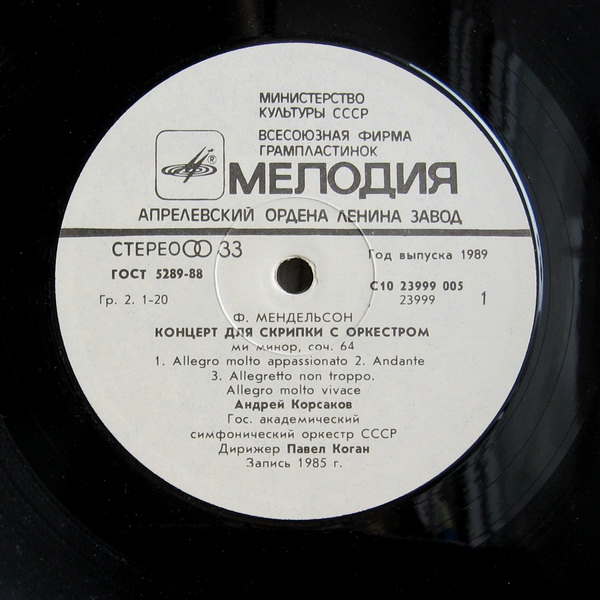 МИНИСТЕРСТВО
КУЛЬТУРЫ СССР
ВСЕСОЮЗНАЯ ФИРМА
ГРАМПЛАСТИНОК
®
МЕЛОДИЯ
АПРЕЛЕВСКИЙ ОРДЕНА ЛЕНИНА ЗАВОД
СТЕРЕО 33
Год выпуска 1989
ГОСТ 5289-88
С10 23999 005
Гр. 2. 1-20
23999
1
Ф. МЕНДЕЛЬСОН
КОНЦЕРТ ДЛЯ СКРИПКИ С ОРКЕСТРОМ
ми минор, соч. 64
1. Allegro molto appassionato 2. Andante
3. Allegretto non troppo.
Allegro molto vivace
Андрей Корсаков
Гос. академический
симфонический оркестр СССР
Дирижер Павел Коган
Запись 1985 г.